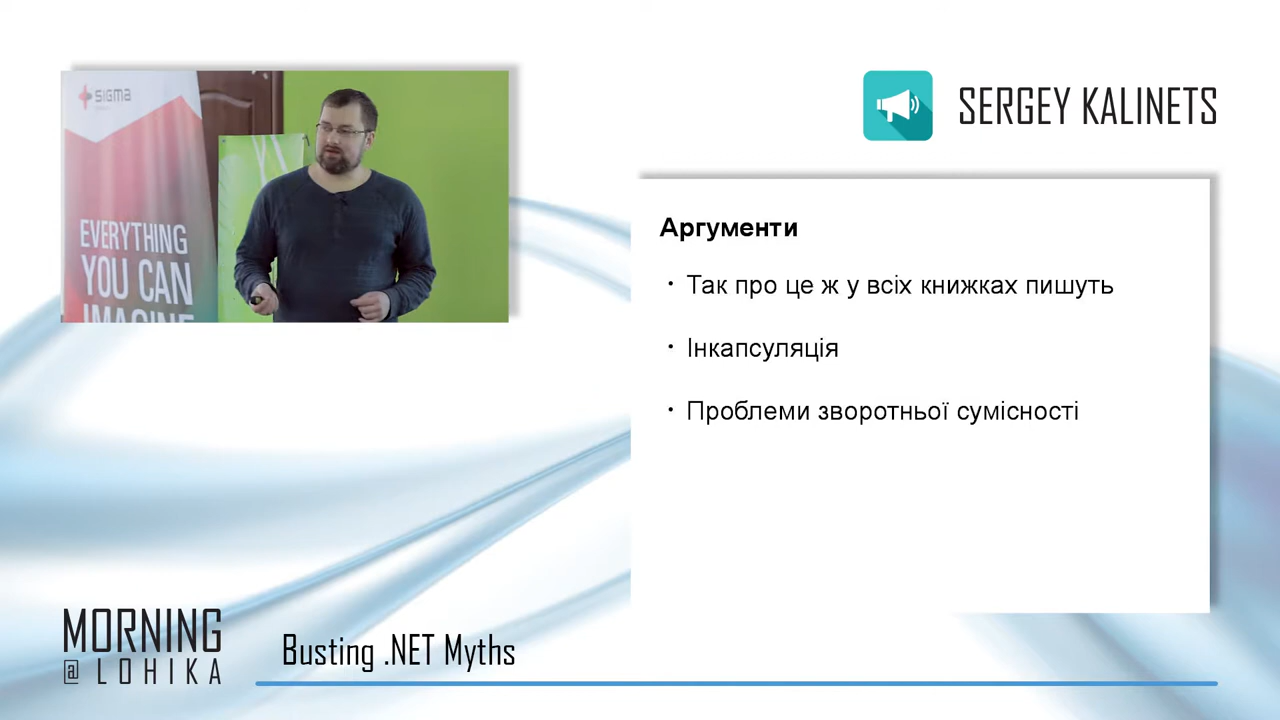 SIGMA
EVERYTHING
YOU CAN
IMAGINE
SERGEY KALINETS
Аргументи
· Так про це ж у всіх книжках пишуть
· Інкапсуляція
· Проблеми зворотньої сумісності
MORNING
@ LOHIKA
Busting .NET Myths